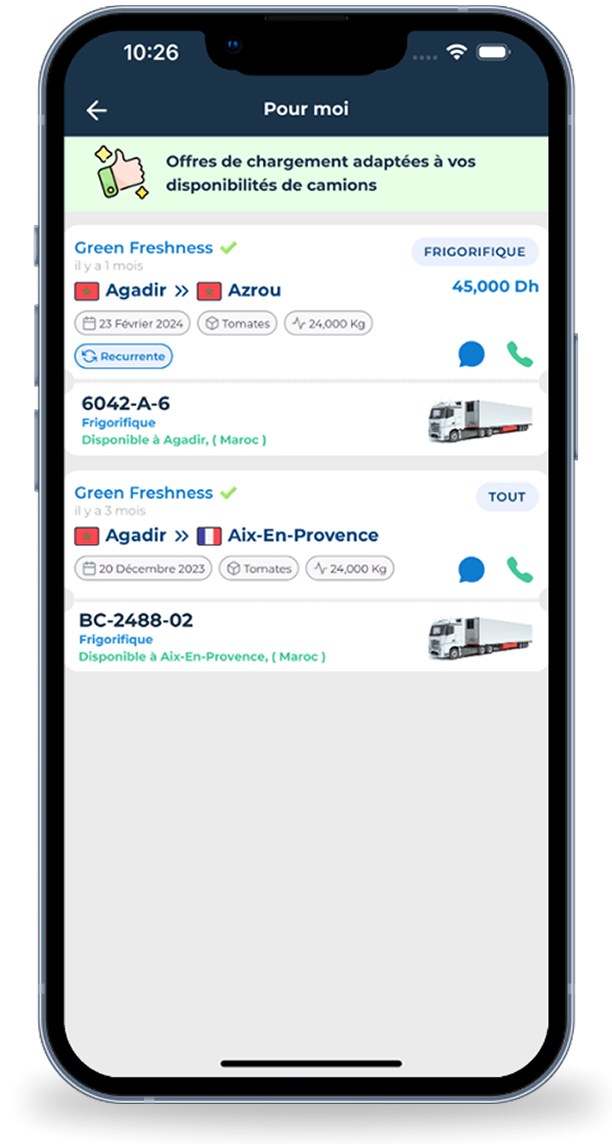 10:26
Pour moi
Offres de chargement adaptées à vos
disponibilités de camions
Green Freshness
FRIGORIFIQUE
il y a 1 mois
Agadir » Azrou
45,000 Dh
23 Février 2024 Tomates 24,000 Kg
Recurrente
6042-A-6
Frigorifique
Disponible à Agadir, ( Maroc )
Green Freshness
TOUT
il y a 3 mois
Agadir » Aix-En-Provence
20 Décembre 2023 Tomates 24,000 Kg
BC-2488-02
Frigorifique
Disponible à Aix-En-Provence, ( Maroc )